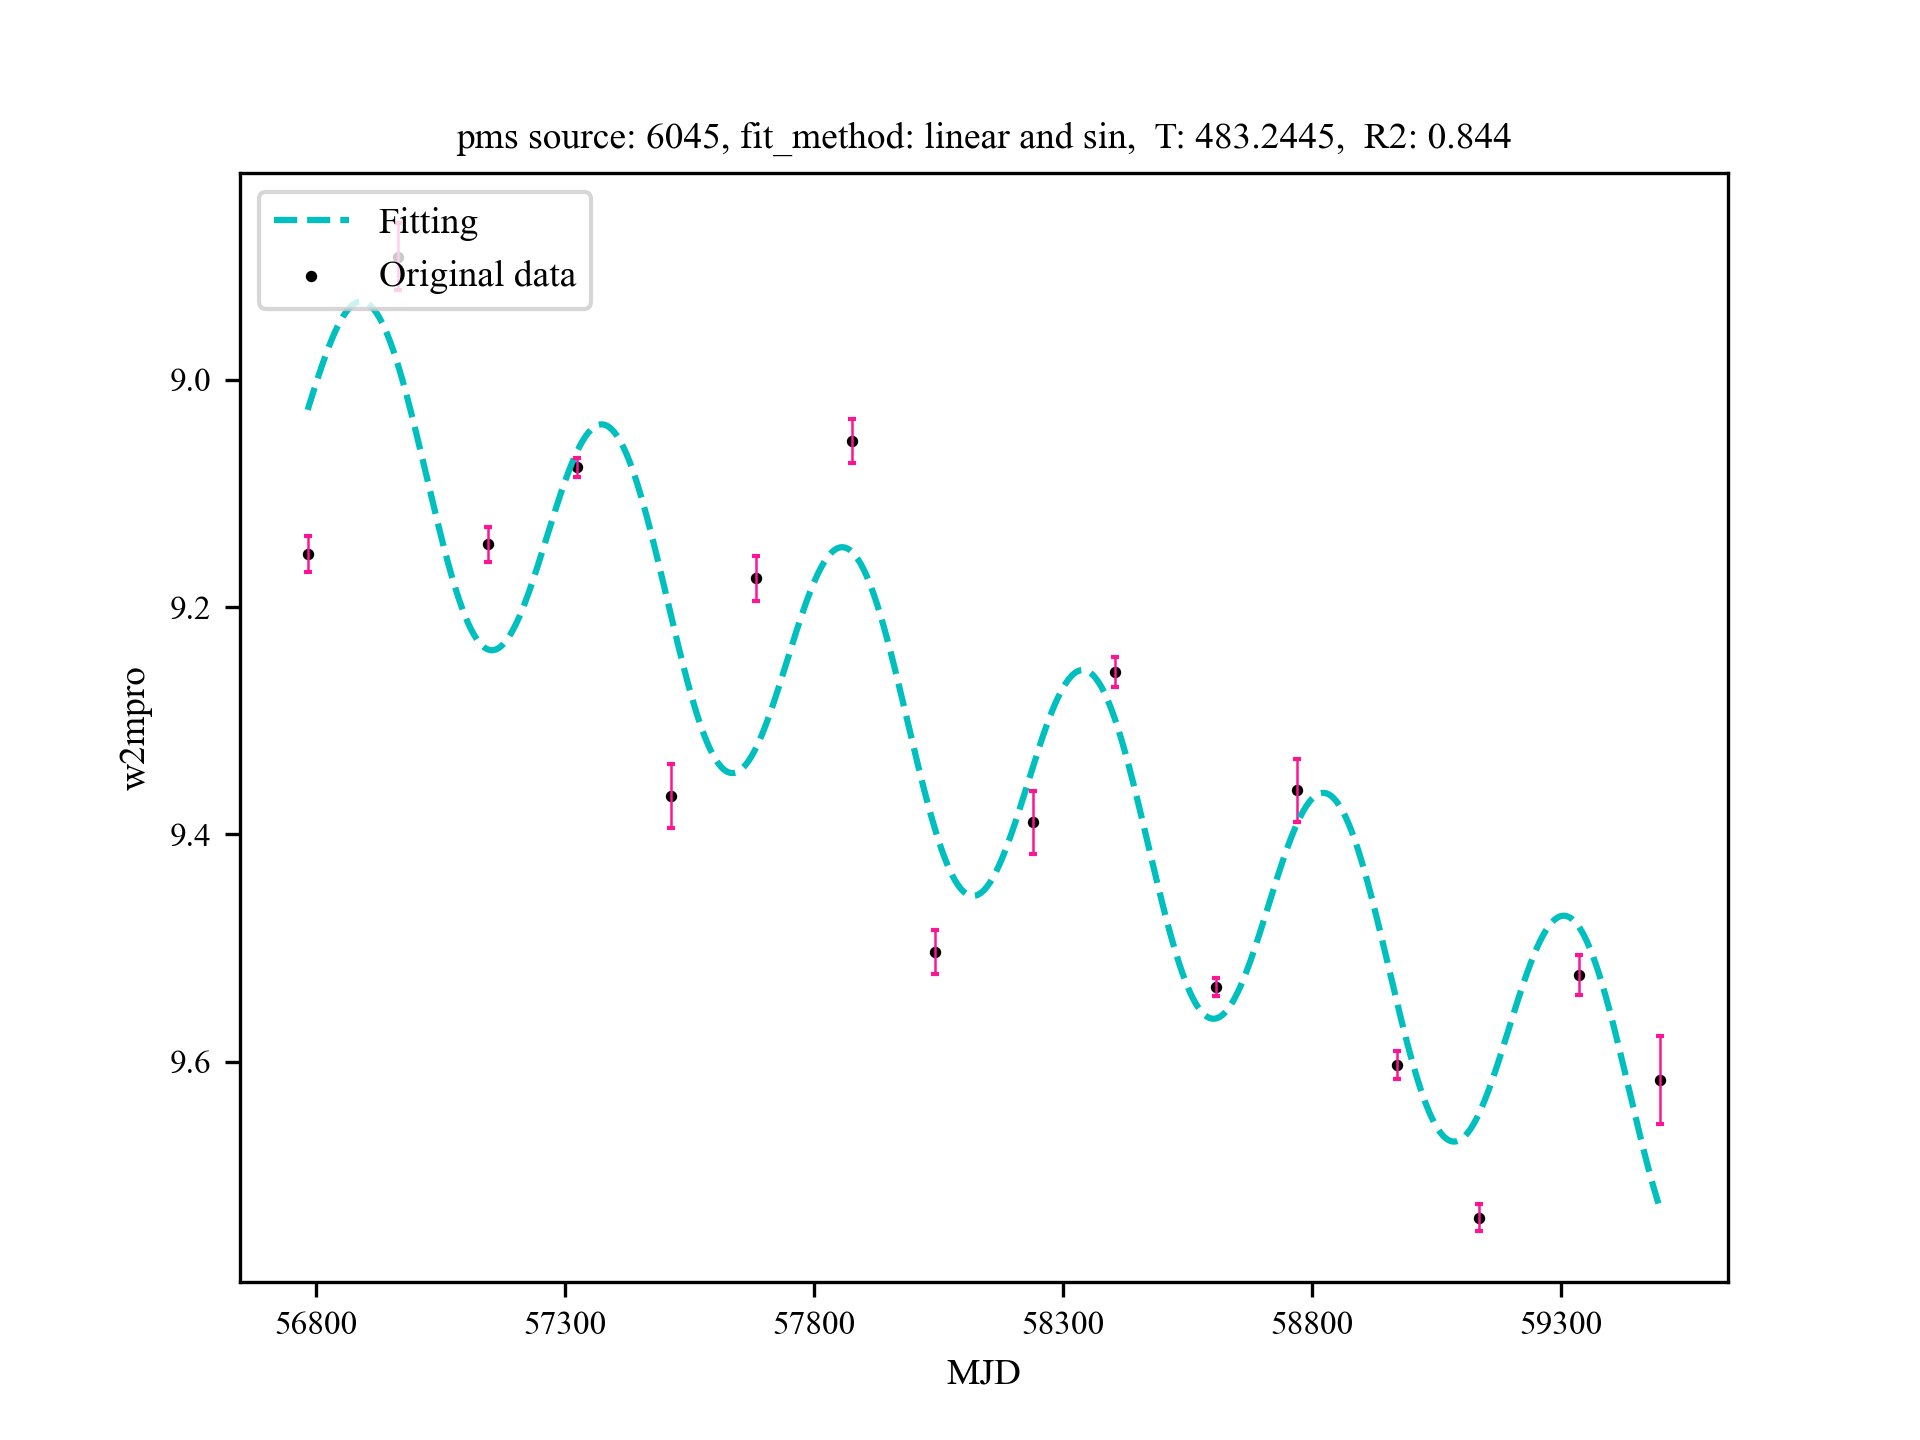 pms source: 6045, fit_method: linear and sin,  T: 483.2445,  R2: 0.844
Fitting
Original data
9.0
9.2
9.4
9.6
w2mpro
56800 57300 57800 58300 58800 59300
MJD